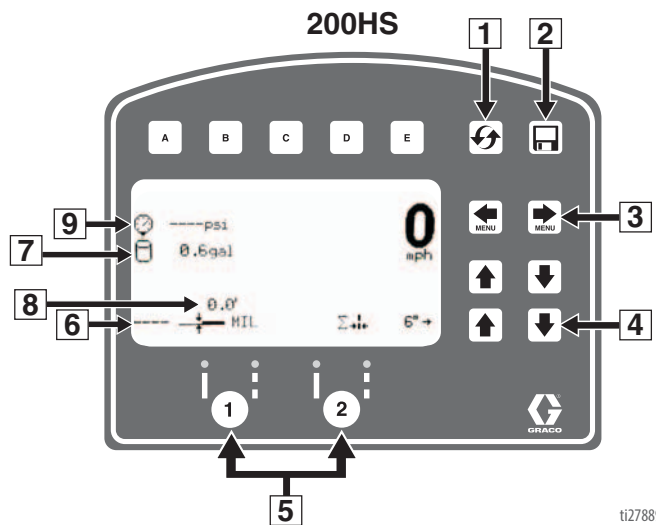 200HS
1
2
A B C D E
MENU MENU
3
9
----psi
0
mph
7
0.6gal
8
0.0'
6
---- MIL
6"
4
1
2
GRACO
5
ti2788